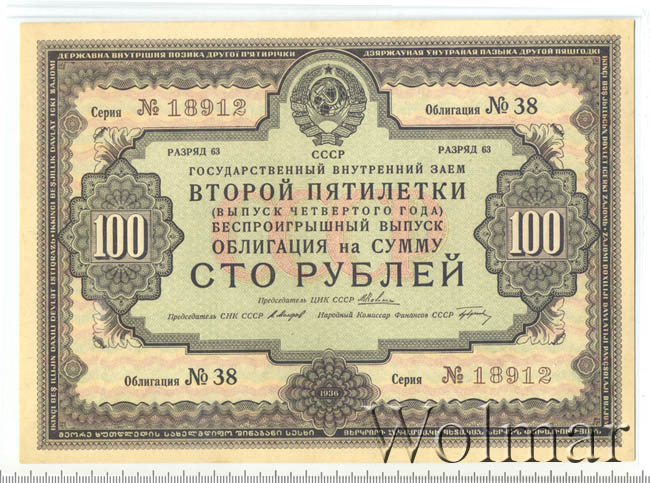 ДЕРЖАВНА ВНУТРІШНЯ ПОЗИКА ДРУГОЇ П'ЯТИРІЧКИ
Серия № 18912
Облигация № 38
РАЗРЯД 63
СССР
РАЗРЯД 63
ГОСУДАРСТВЕННЫЙ ВНУТРЕННИЙ ЗАЕМ
ВТОРОЙ ПЯТИЛЕТКИ
(ВЫПУСК ЧЕТВЕРТОГО ГОДА)
БЕСПРОИГРЫШНЫЙ ВЫПУСК
ОБЛИГАЦИЯ на СУММУ
100
100
СТО РУБЛЕЙ
Председатель ЦИК СССР
Председатель СНК СССР
Народный Комиссар Финансов СССР
Облигация № 38
1936
Серия № 18912
Wolmar